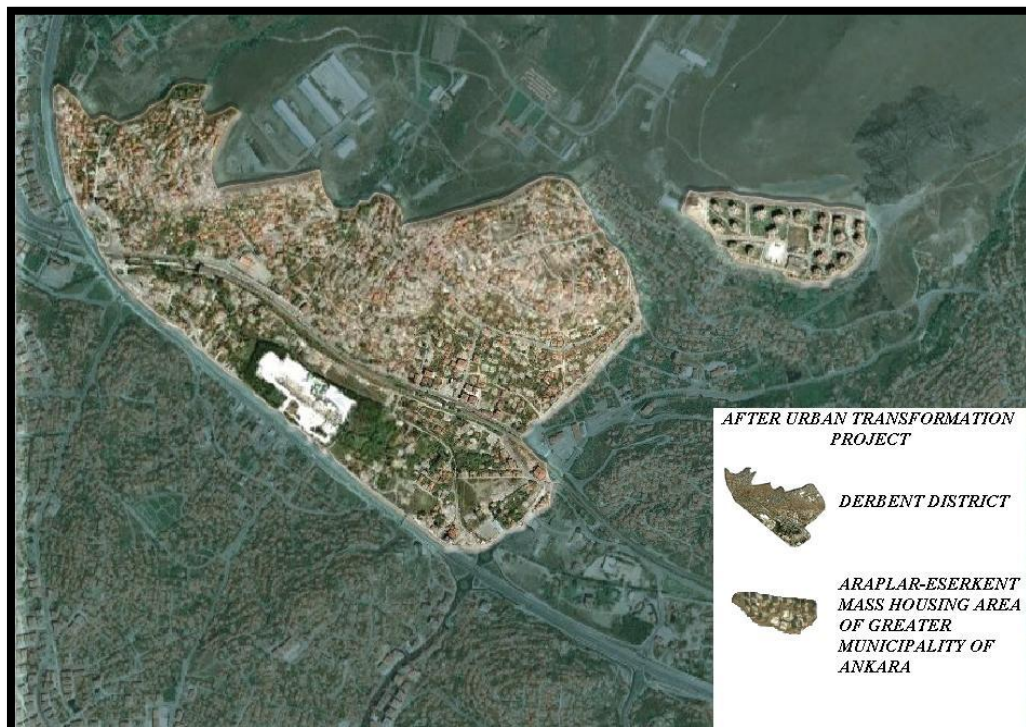 AFTER URBAN TRANSFORMATION
PROJECT
DERBENT DISTRICT
ARAPLAR-ESERKENT
MASS HOUSING AREA
OF GREATER
MUNICIPALITY OF
ANKARA